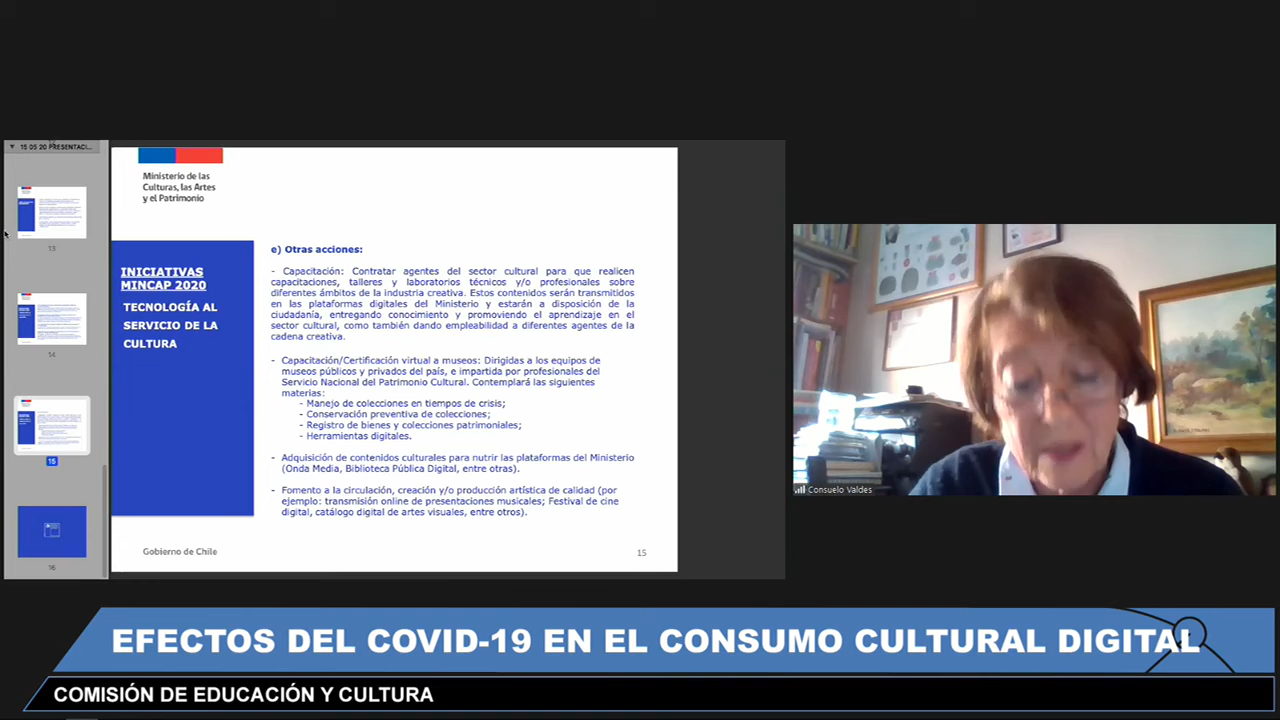 15 05 20 PRESENTACI...
13
14
15
16
Ministerio de las
Culturas, las Artes
y el Patrimonio
INICIATIVAS
MINCAP 2020
TECNOLOGÍA AL
SERVICIO DE LA
CULTURA
e) Otras acciones:
- Capacitación: Contratar agentes del sector cultural para que realicen
capacitaciones, talleres y laboratorios técnicos y/o profesionales sobre
diferentes ámbitos de la industria creativa. Estos contenidos serán transmitidos
en las plataformas digitales del Ministerio y estarán a disposición de la
ciudadanía, entregando conocimiento y promoviendo el aprendizaje en el
sector cultural, como también dando empleabilidad a diferentes agentes de la
cadena creativa.
- Capacitación/Certificación virtual a museos: Dirigidas a los equipos de
museos públicos y privados del país, e impartida por profesionales del
Servicio Nacional del Patrimonio Cultural. Contemplará las siguientes
materias:
- Manejo de colecciones en tiempos de crisis;
- Conservación preventiva de colecciones;
- Registro de bienes y colecciones patrimoniales;
- Herramientas digitales.
- Adquisición de contenidos culturales para nutrir las plataformas del Ministerio
(Onda Media, Biblioteca Pública Digital, entre otras).
- Fomento a la circulación, creación y/o producción artística de calidad (por
ejemplo: transmisión online de presentaciones musicales; Festival de cine
digital, catálogo digital de artes visuales, entre otros).
Gobierno de Chile
15
Consuelo Valdes
EFECTOS DEL COVID-19 EN EL CONSUMO CULTURAL DIGITAL
COMISIÓN DE EDUCACIÓN Y CULTURA